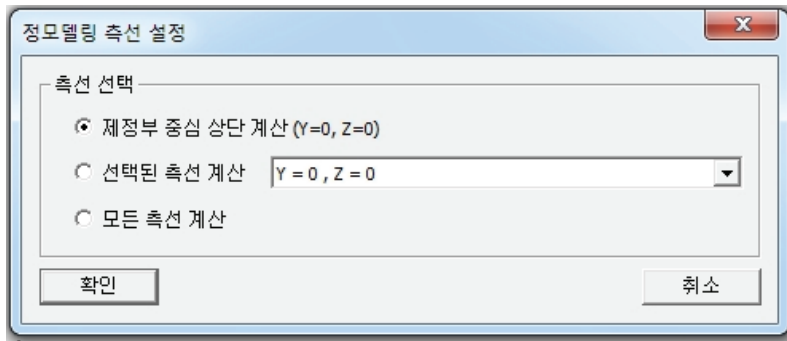 정모델링 측선 설정
측선 선택
제정부 중심 상단 계산 (Y=0, Z=0)
선택된 측선 계산 Y = 0 , Z = 0
모든 측선 계산
확인 취소